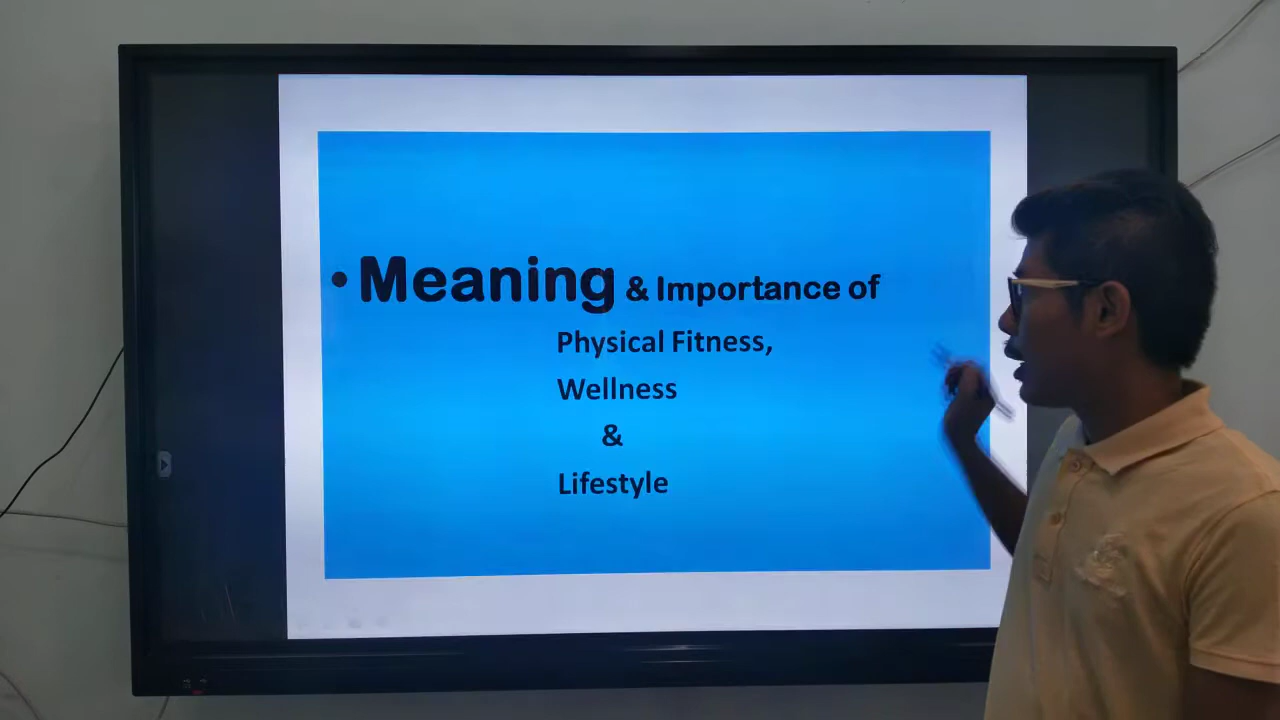 • Meaning & Importance of
Physical Fitness,
Wellness
&
Lifestyle